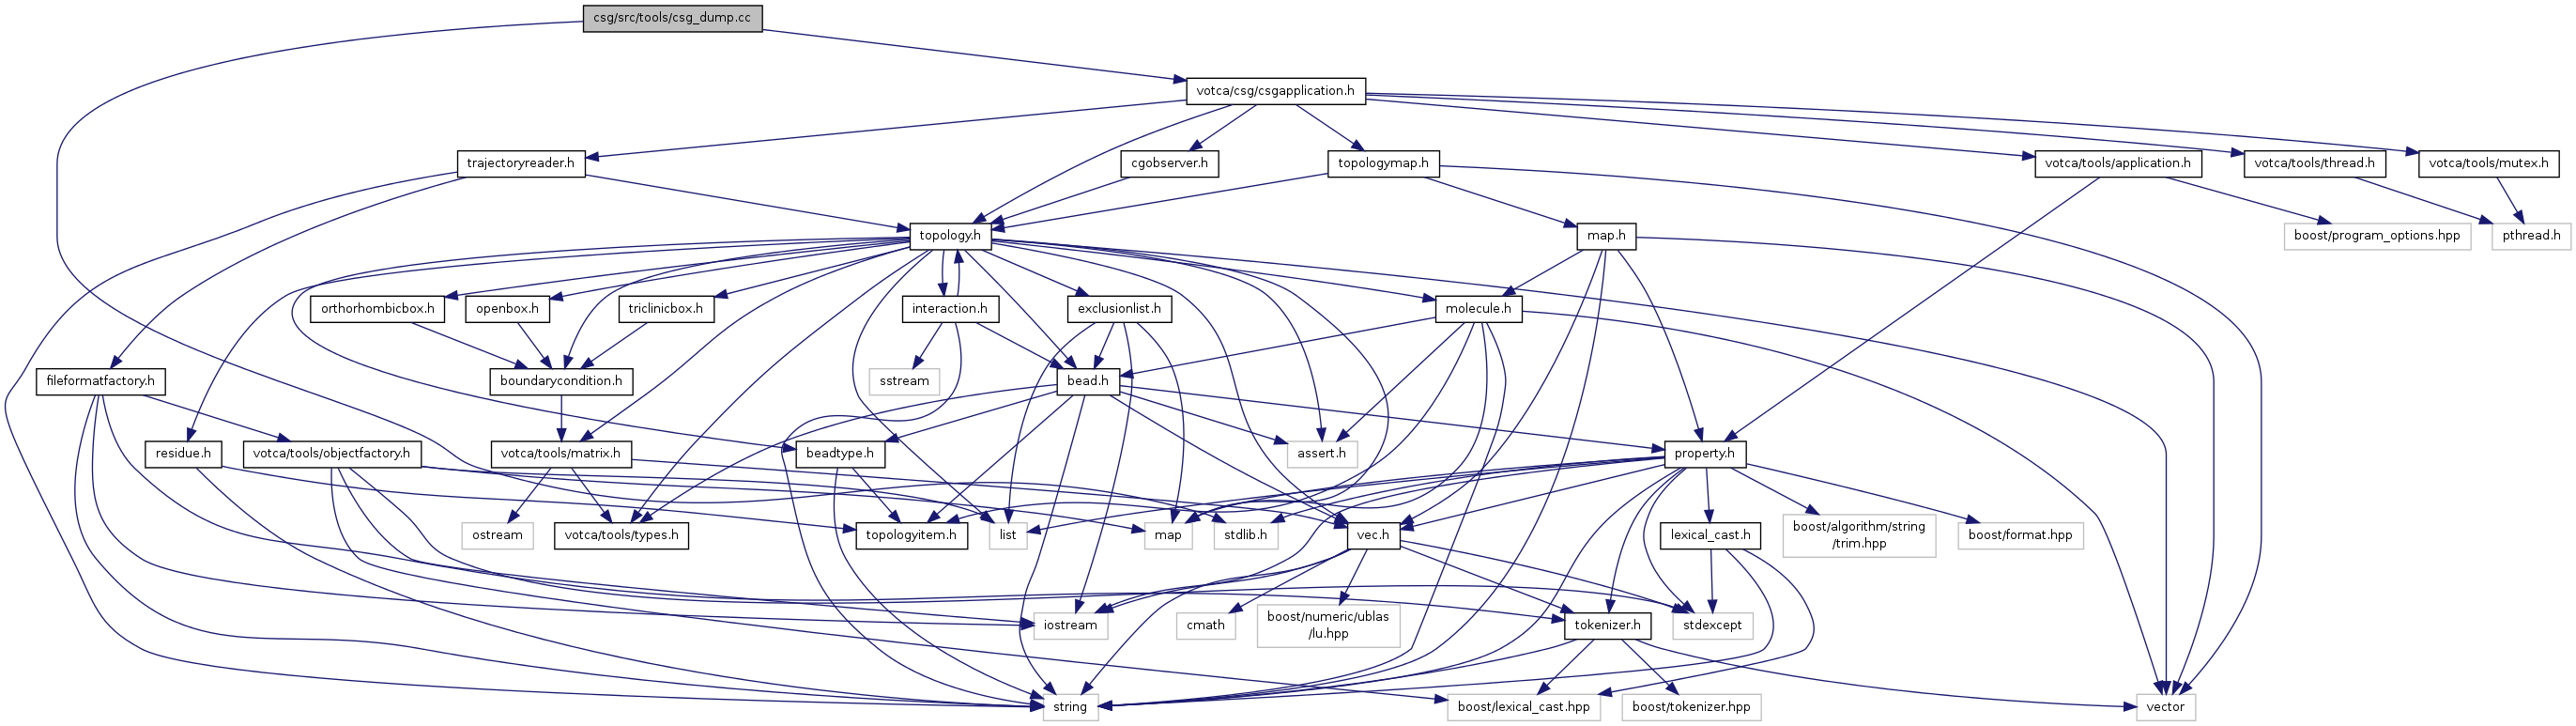 csg/src/tools/csg_dump.cc
votca/csg/csgapplication.h
trajectoryreader.h
cgobserver.h
topologymap.h
votca/tools/application.h
votca/tools/thread.h
votca/tools/mutex.h
topology.h
map.h
boost/program_options.hpp
pthread.h
orthorhombicbox.h
openbox.h
triclinicbox.h
interaction.h
exclusionlist.h
molecule.h
fileformatfactory.h
boundarycondition.h
sstream
bead.h
residue.h
votca/tools/objectfactory.h
votca/tools/matrix.h
beadtype.h
assert.h
property.h
ostream
votca/tools/types.h
topologyitem.h
list
map
stdlib.h
vec.h
lexical_cast.h
boost/algorithm/string
/trim.hpp
boost/format.hpp
iostream
cmath
boost/numeric/ublas
/lu.hpp
tokenizer.h
stdexcept
string
boost/lexical_cast.hpp
boost/tokenizer.hpp
vector